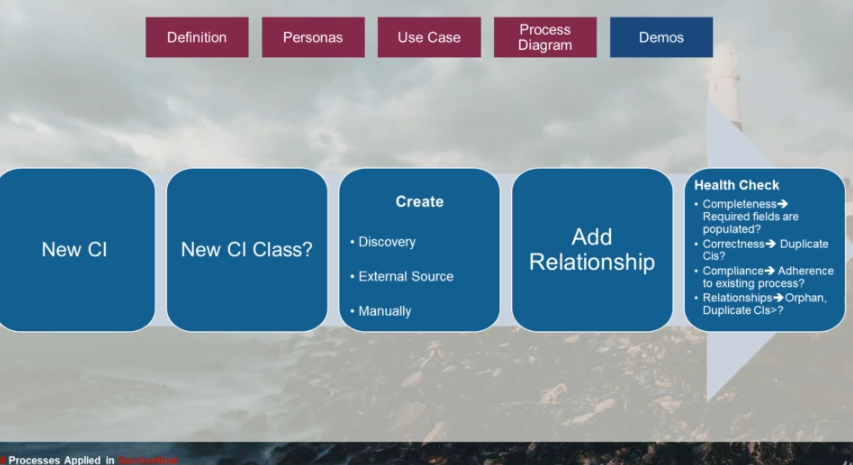 Definition
Personas
Use Case
Process
Diagram
Demos
New CI
New CI Class?
Create
• Discovery
• External Source
• Manually
Add
Relationship
Health Check
• Completeness➔
Required fields are
populated?
• Correctness➔ Duplicate
Cis?
• Compliance➔ Adherence
to existing process?
• Relationships➔Orphan,
Duplicate CIs>?
Processes Applied in ServiceNow